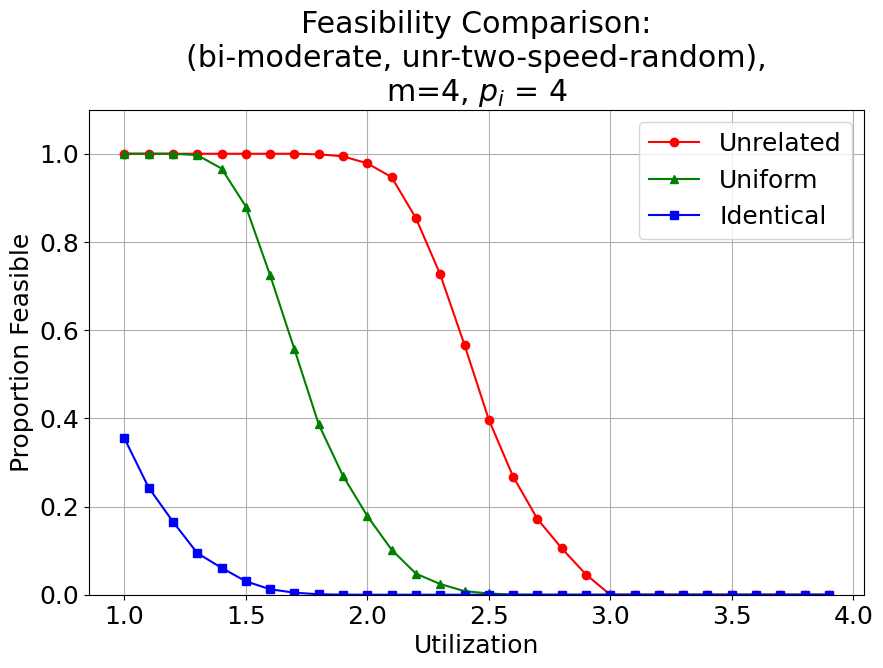 Feasibility Comparison:
(bi-moderate, unr-two-speed-random),
m=4, $p_i$ = 4
Unrelated
Uniform
Identical
Proportion Feasible
1.0
0.8
0.6
0.4
0.2
0.0
1.0 1.5 2.0 2.5 3.0 3.5 4.0
Utilization